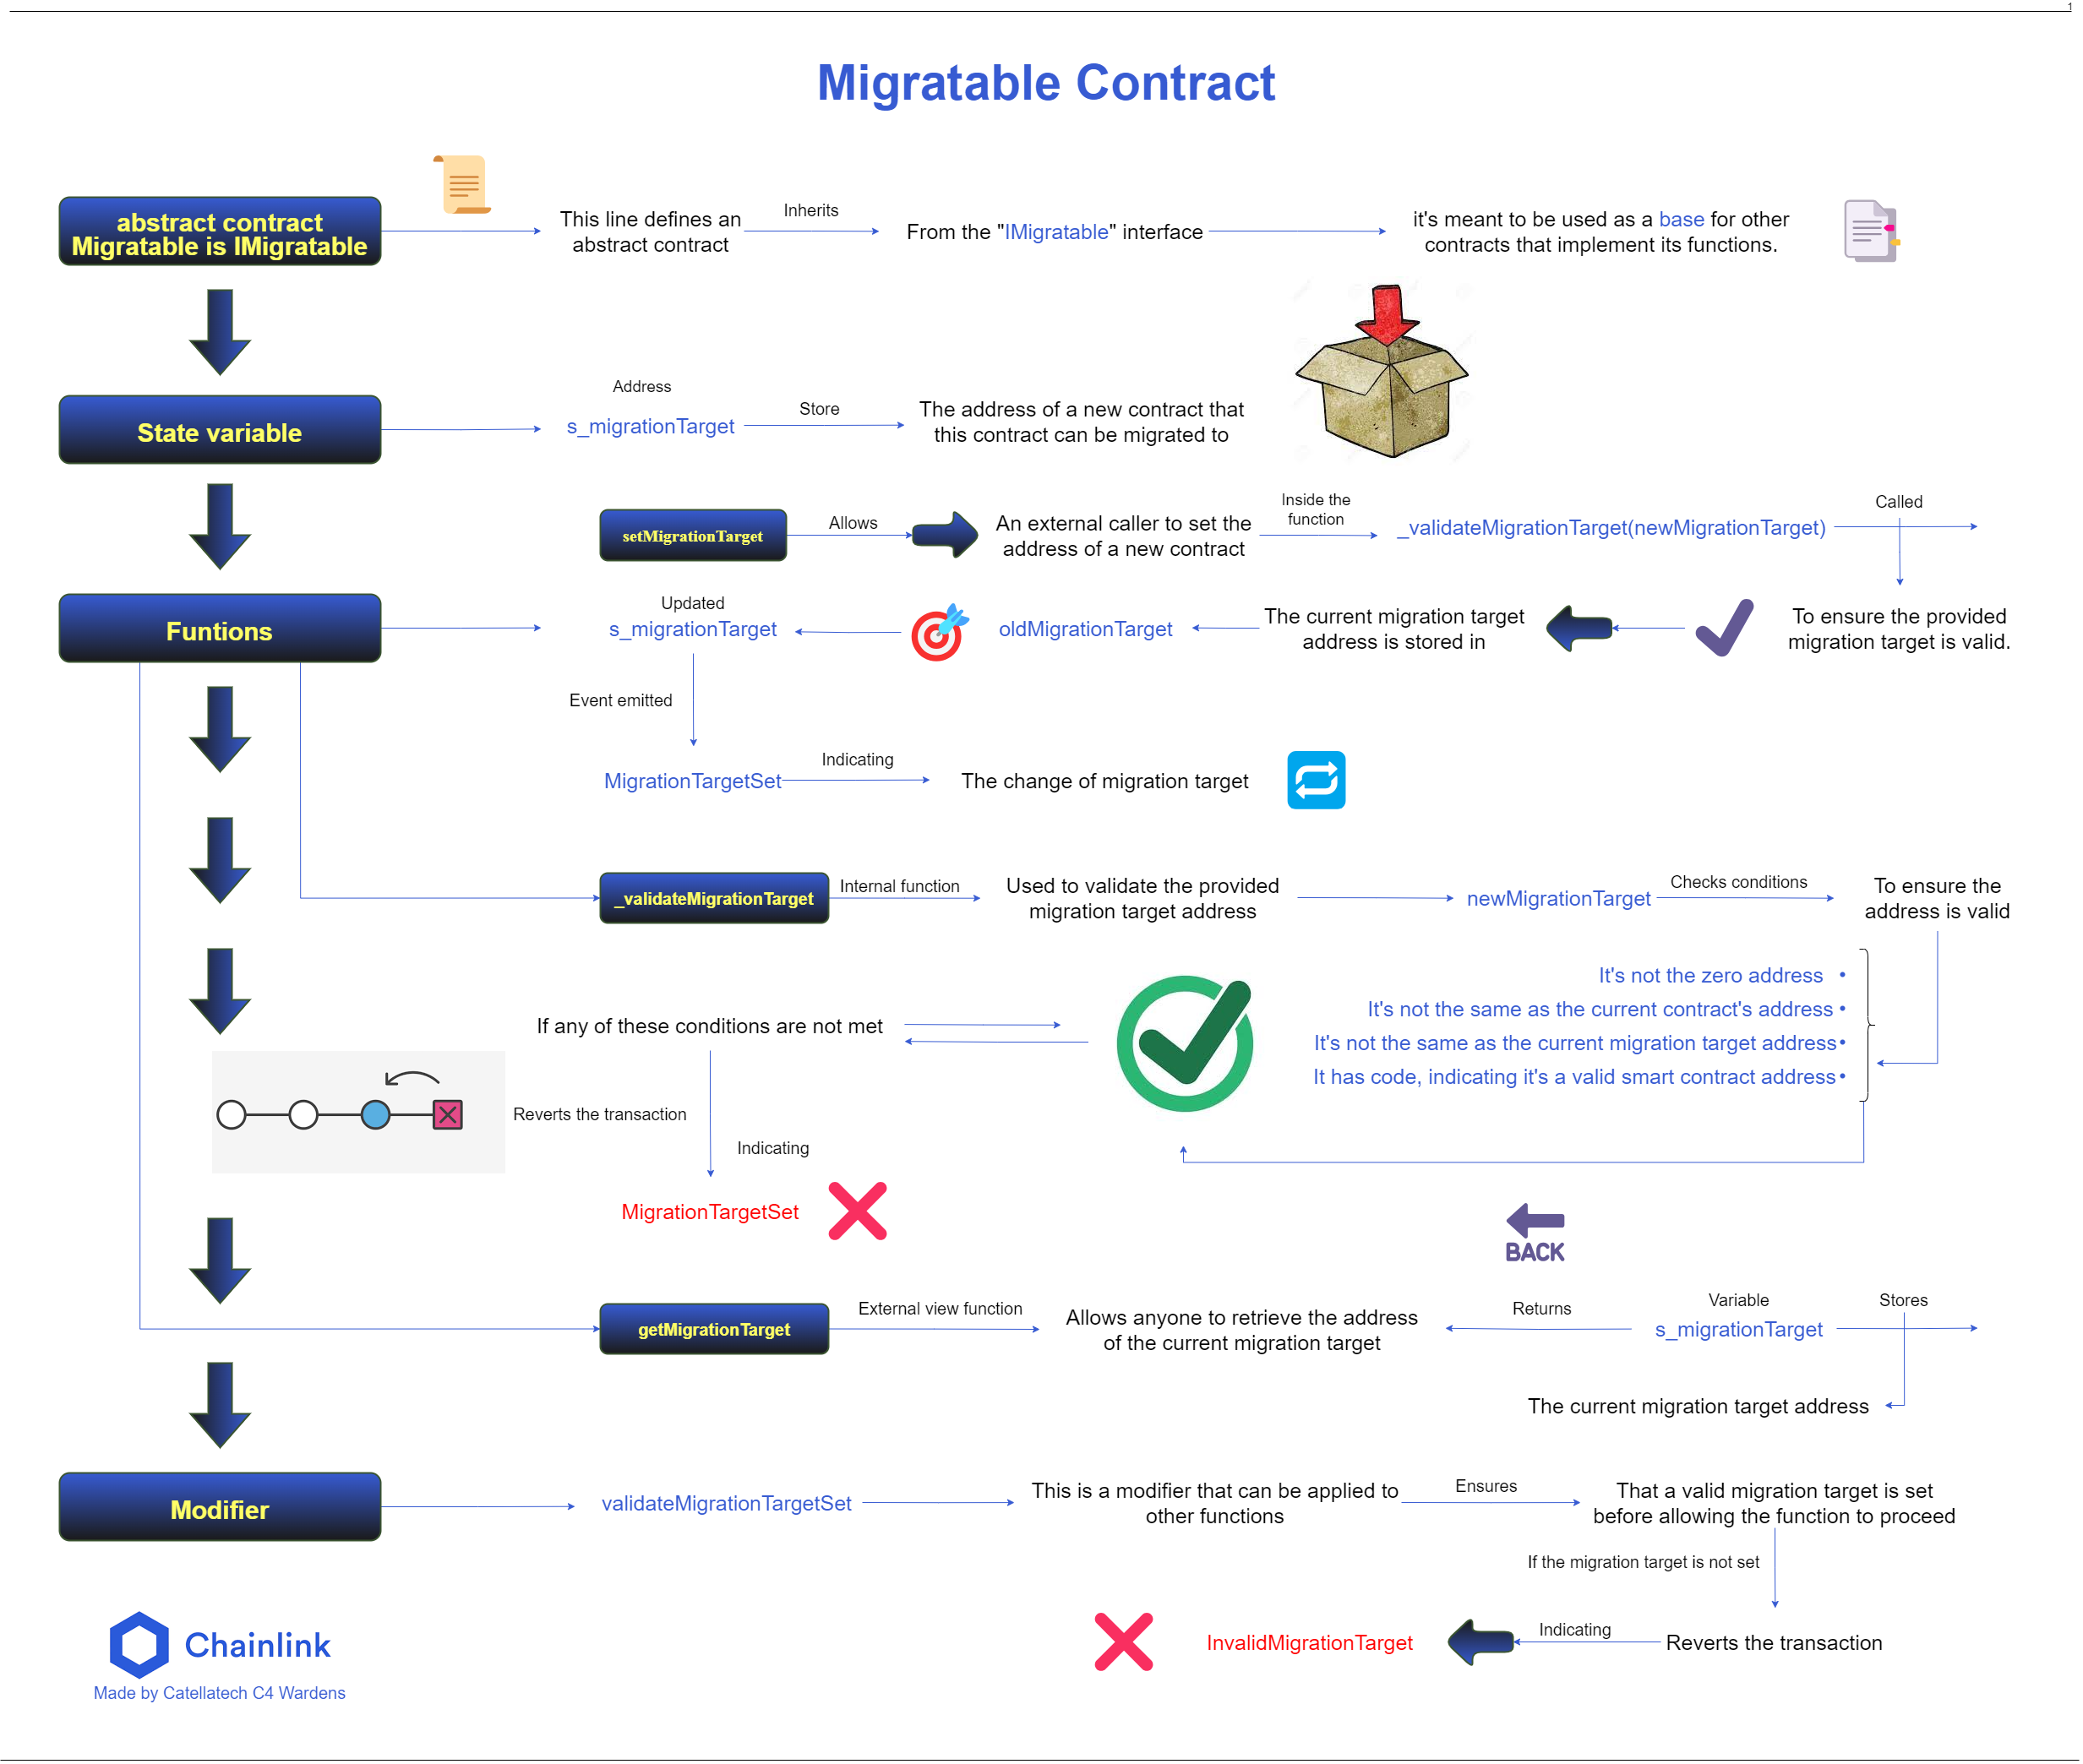 1
Migratable Contract
abstract contract
Migratable is IMigratable
This line defines an
abstract contract
Inherits
From the "IMigratable" interface
it's meant to be used as a base for other
contracts that implement its functions.
State variable
Address
s_migrationTarget
Store
The address of a new contract that
this contract can be migrated to
setMigrationTarget
Allows
An external caller to set the
address of a new contract
Inside the
function
_validateMigrationTarget(newMigrationTarget)
Called
To ensure the provided
migration target is valid.
The current migration target
address is stored in
oldMigrationTarget
Funtions
Updated
s_migrationTarget
Event emitted
MigrationTargetSet
Indicating
The change of migration target
_validateMigrationTarget
Internal function
Used to validate the provided
migration target address
newMigrationTarget
Checks conditions
To ensure the
address is valid
It's not the zero address •
It's not the same as the current contract's address •
It's not the same as the current migration target address•
It has code, indicating it's a valid smart contract address•
If any of these conditions are not met
Reverts the transaction
Indicating
MigrationTargetSet
BACK
getMigrationTarget
External view function
Allows anyone to retrieve the address
of the current migration target
Returns
Variable
s_migrationTarget
Stores
The current migration target address
Modifier
validateMigrationTargetSet
This is a modifier that can be applied to
other functions
Ensures
That a valid migration target is set
before allowing the function to proceed
If the migration target is not set
Reverts the transaction
Indicating
InvalidMigrationTarget
Chainlink
Made by Catellatech C4 Wardens